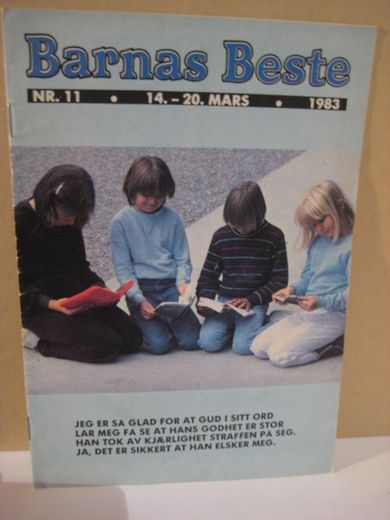 Barnas Beste
NR. 11 • 14. – 20. MARS • 1983
JEG ER SÅ GLAD FOR AT GUD I SITT ORD
LAR MEG FÅ SE AT HANS GODHET ER STOR
HAN TOK AV KJÆRLIGHET STRAFFEN PÅ SEG.
JA, DET ER SIKKERT AT HAN ELSKER MEG.